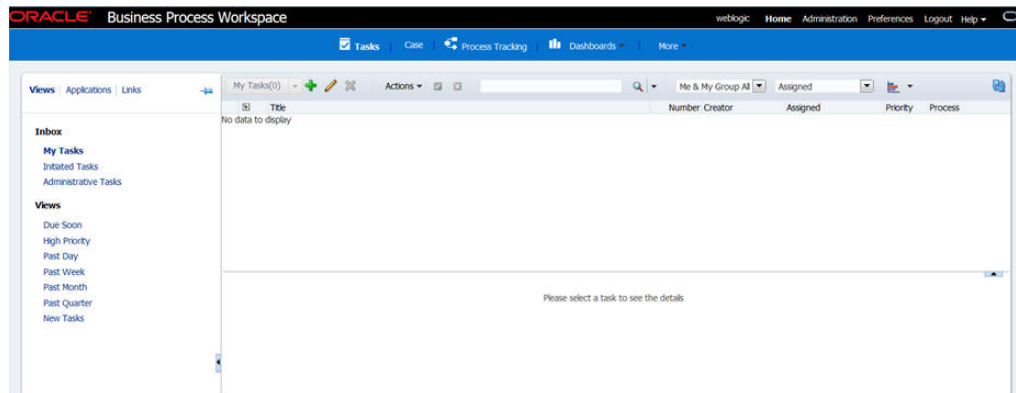 ORACLE Business Process Workspace
weblogic Home Administration Preferences Logout Help
Tasks Case Process Tracking Dashboards More
Views Applications Links
My Tasks(0) Actions Me & My Group All Assigned
Title Number Creator Assigned Priority Process
No data to display
Inbox
My Tasks
Initiated Tasks
Administrative Tasks
Views
Due Soon
High Priority
Past Day
Past Week
Past Month
Past Quarter
New Tasks
Please select a task to see the details